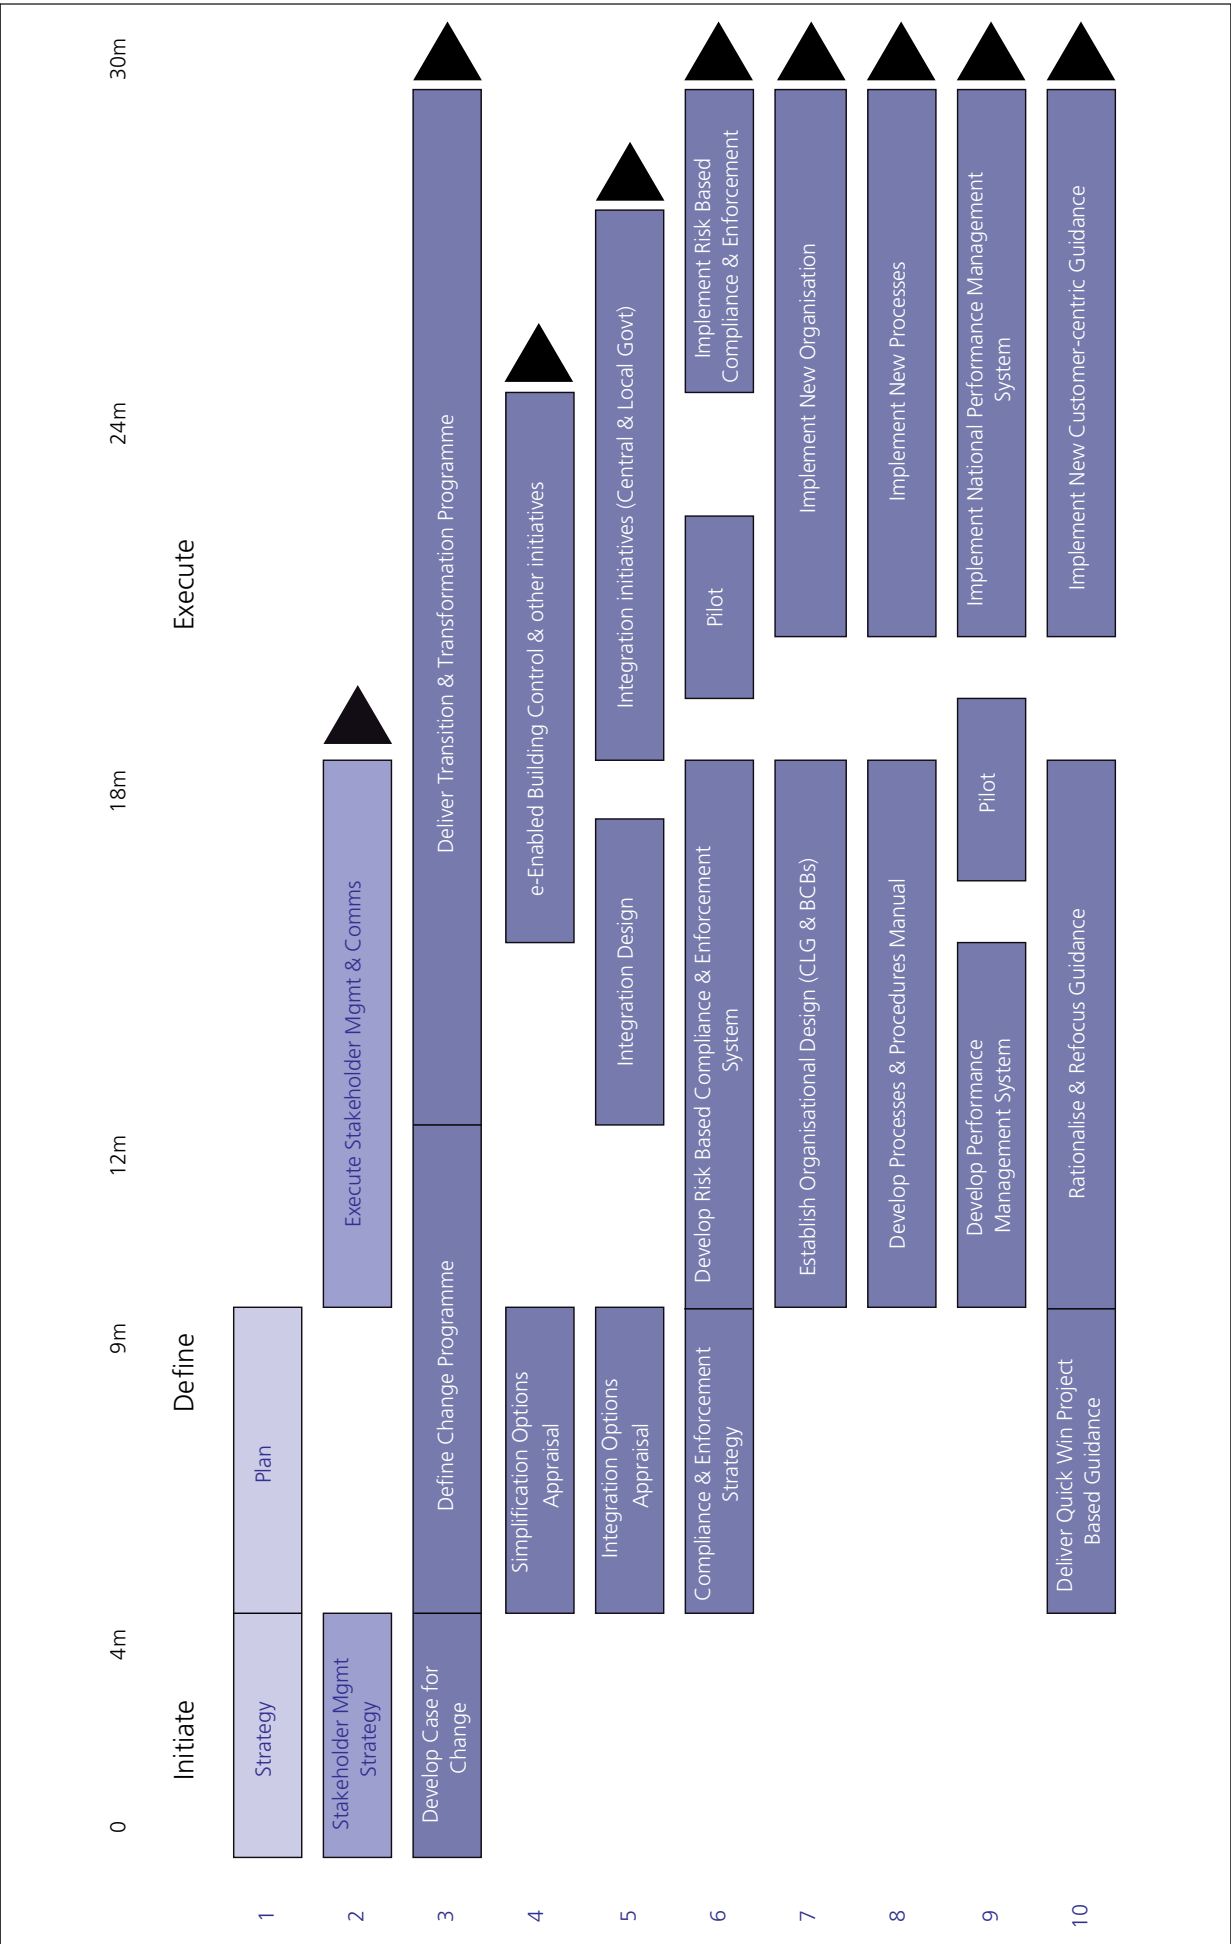 0
4m
9m
12m
18m
24m
30m
Initiate
Define
Execute
1
Strategy
Plan
2
Stakeholder Mgmt
Strategy
Execute Stakeholder Mgmt & Comms
3
Develop Case for
Change
Define Change Programme
Deliver Transition & Transformation Programme
4
Simplification Options
Appraisal
e-Enabled Building Control & other initiatives
5
Integration Options
Appraisal
Integration Design
Integration initiatives (Central & Local Govt)
6
Compliance & Enforcement
Strategy
Develop Risk Based Compliance & Enforcement
System
Pilot
Implement Risk Based
Compliance & Enforcement
7
Establish Organisational Design (CLG & BCBs)
Implement New Organisation
8
Develop Processes & Procedures Manual
Implement New Processes
9
Develop Performance
Management System
Pilot
Implement National Performance Management
System
10
Deliver Quick Win Project
Based Guidance
Rationalise & Refocus Guidance
Implement New Customer-centric Guidance